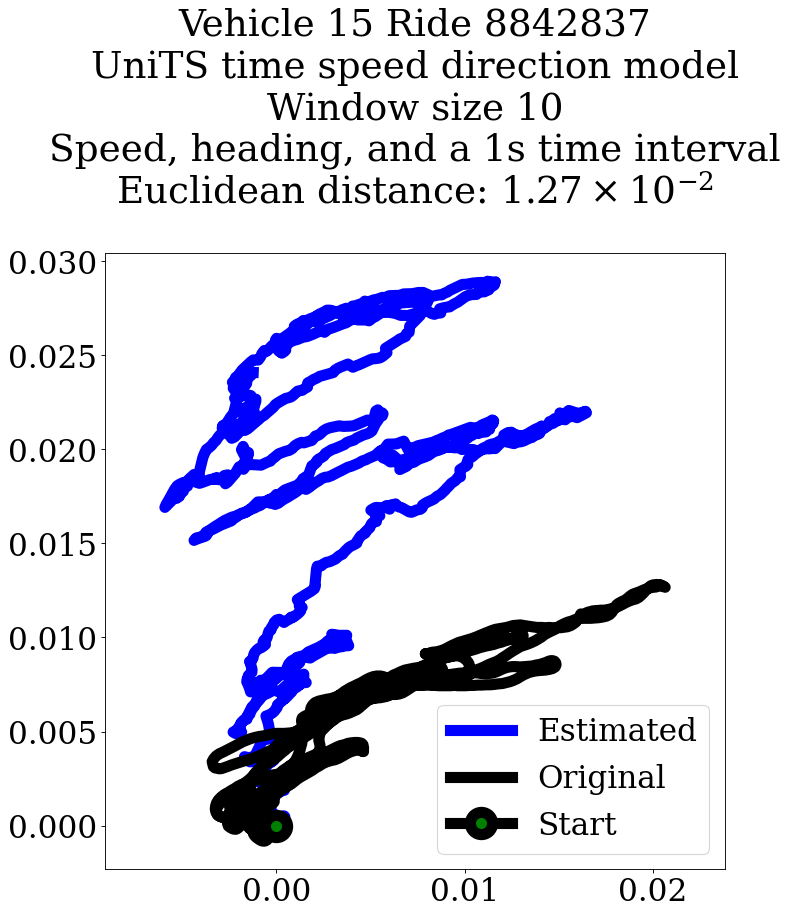 Vehicle 15 Ride 8842837
UniTS time speed direction model
Window size 10
Speed, heading, and a 1s time interval
Euclidean distance: 1.27 × 10⁻²
0.030
0.025
0.020
0.015
0.010
0.005
0.000
Estimated
Original
Start
0.00 0.01 0.02